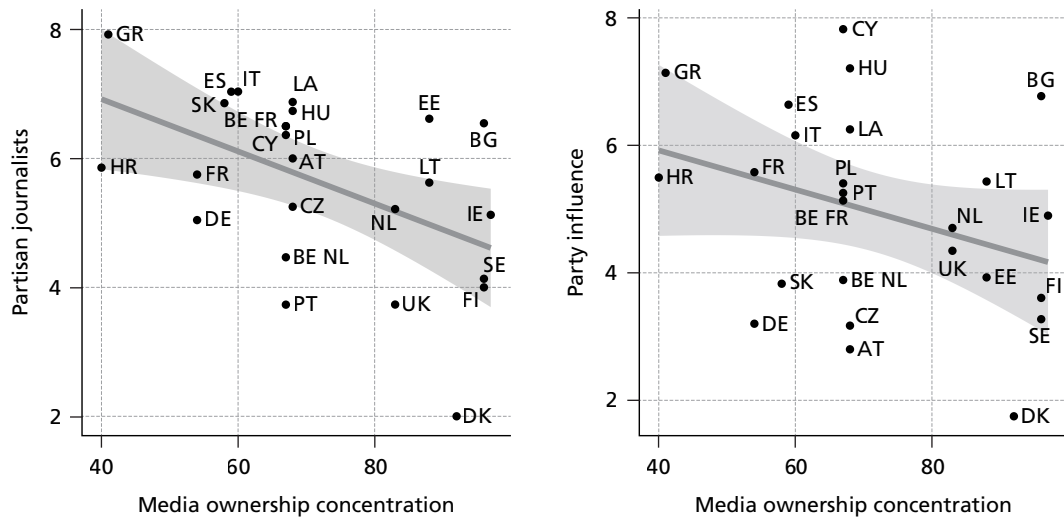 8
6
4
2
Partisan journalists
GR
ES
IT
SK
LA
HU
BE FR
CY
PL
EE
BG
AT
HR
FR
LT
CZ
DE
NL
IE
BE NL
SE
FI
PT
UK
DK
40
60
80
Media ownership concentration
8
6
4
2
Party influence
CY
HU
GR
BG
ES
LA
IT
FR
PL
HR
PT
LT
BE FR
NL
IE
UK
SK
BE NL
EE
FI
DE
CZ
SE
AT
DK
40
60
80
Media ownership concentration